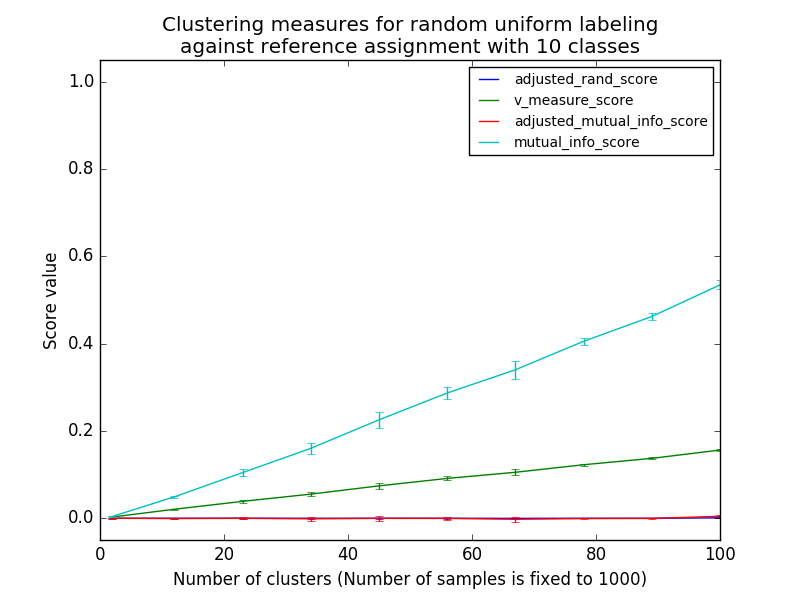 Clustering measures for random uniform labeling
against reference assignment with 10 classes
adjusted_rand_score
v_measure_score
adjusted_mutual_info_score
mutual_info_score
1.0
0.8
0.6
0.4
0.2
0.0
Score value
0 20 40 60 80 100
Number of clusters (Number of samples is fixed to 1000)